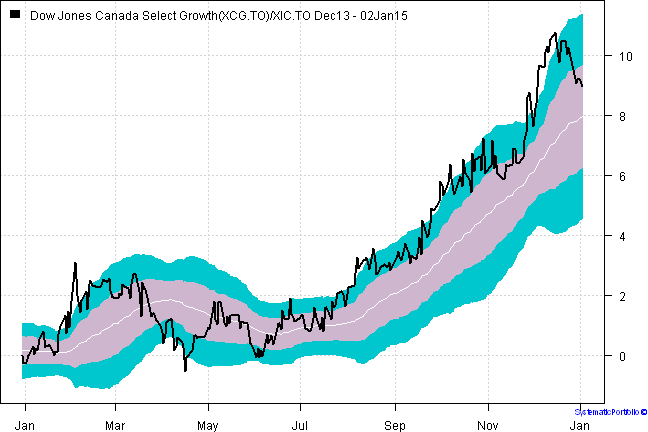 Dow Jones Canada Select Growth(XCG.TO)/XIC.TO Dec13 - 02Jan15
10
8
6
4
2
0
Jan Mar May Jul Sep Nov Jan
SystematicPortfolio ©